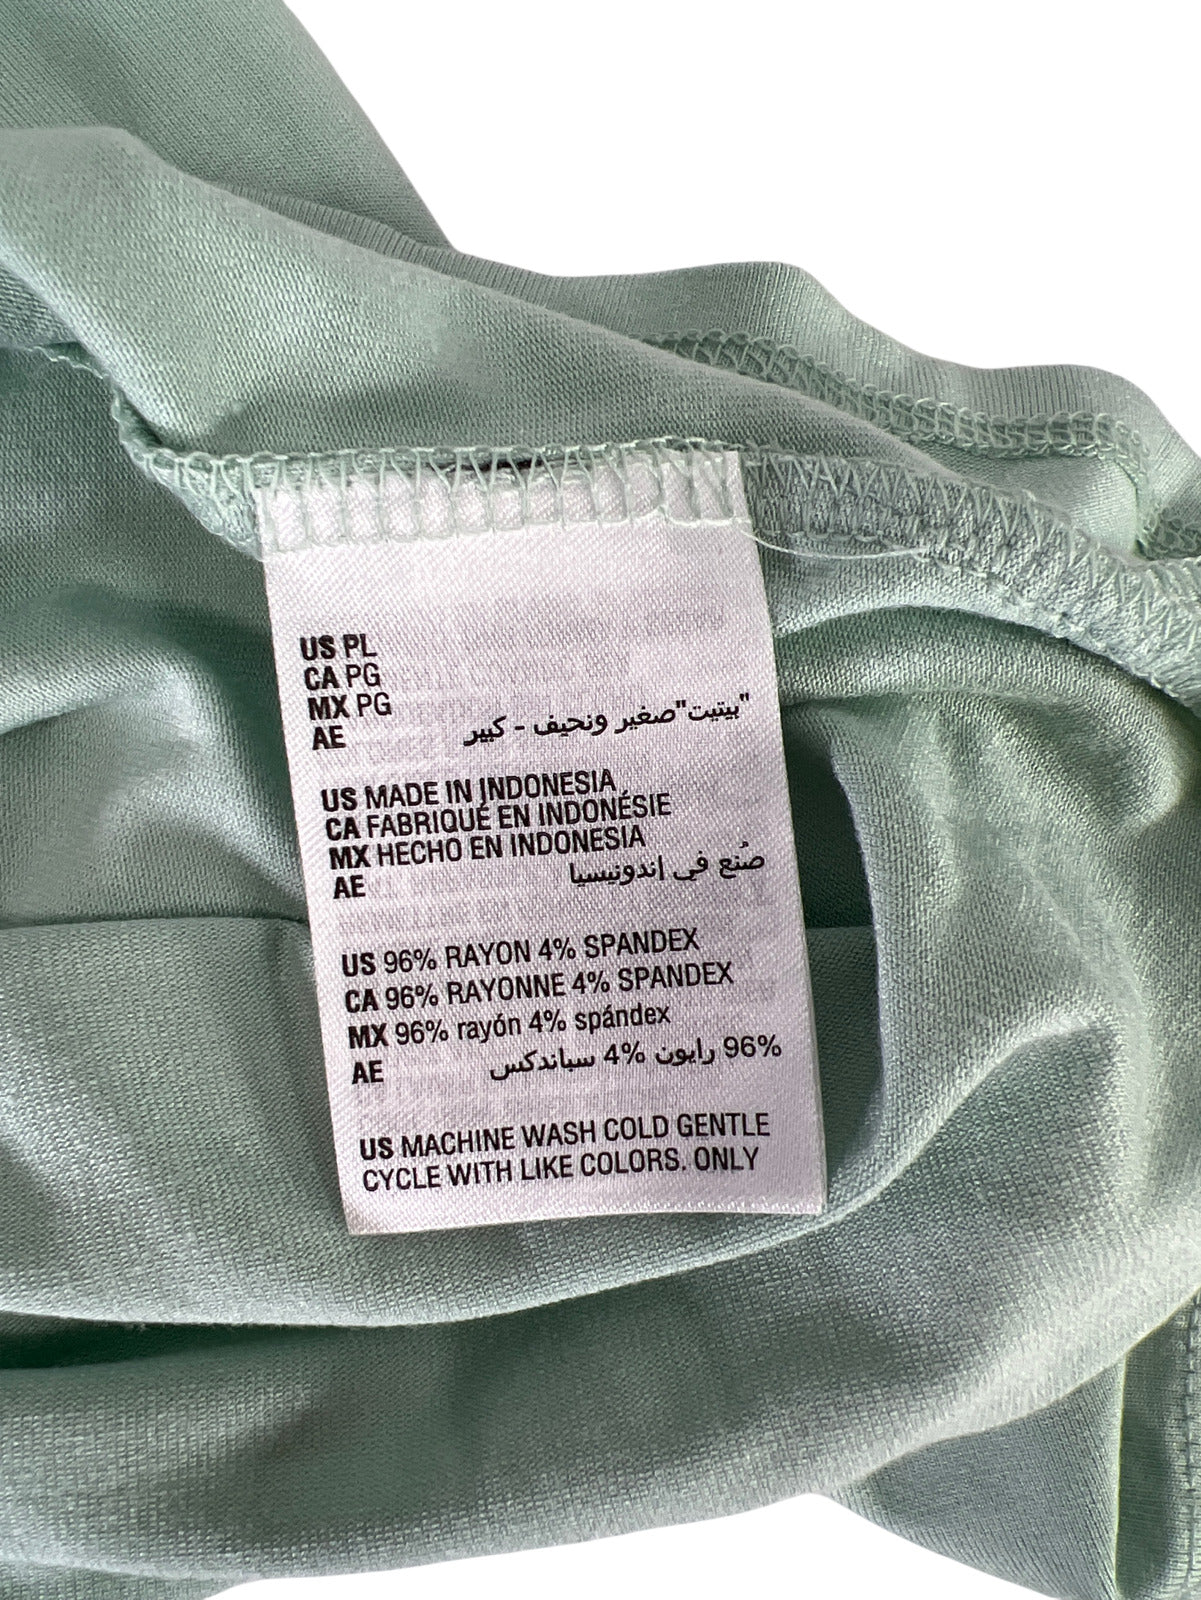 US PL
CA PG
MX PG
AE "بيتيت"صغير ونحيف - كبير
US MADE IN INDONESIA
CA FABRIQUÉ EN INDONÉSIE
MX HECHO EN INDONESIA
AE صُنع في إندونيسيا
US 96% RAYON 4% SPANDEX
CA 96% RAYONNE 4% SPANDEX
MX 96% rayón 4% spándex
AE 96% رايون 4% سباندكس
US MACHINE WASH COLD GENTLE
CYCLE WITH LIKE COLORS. ONLY